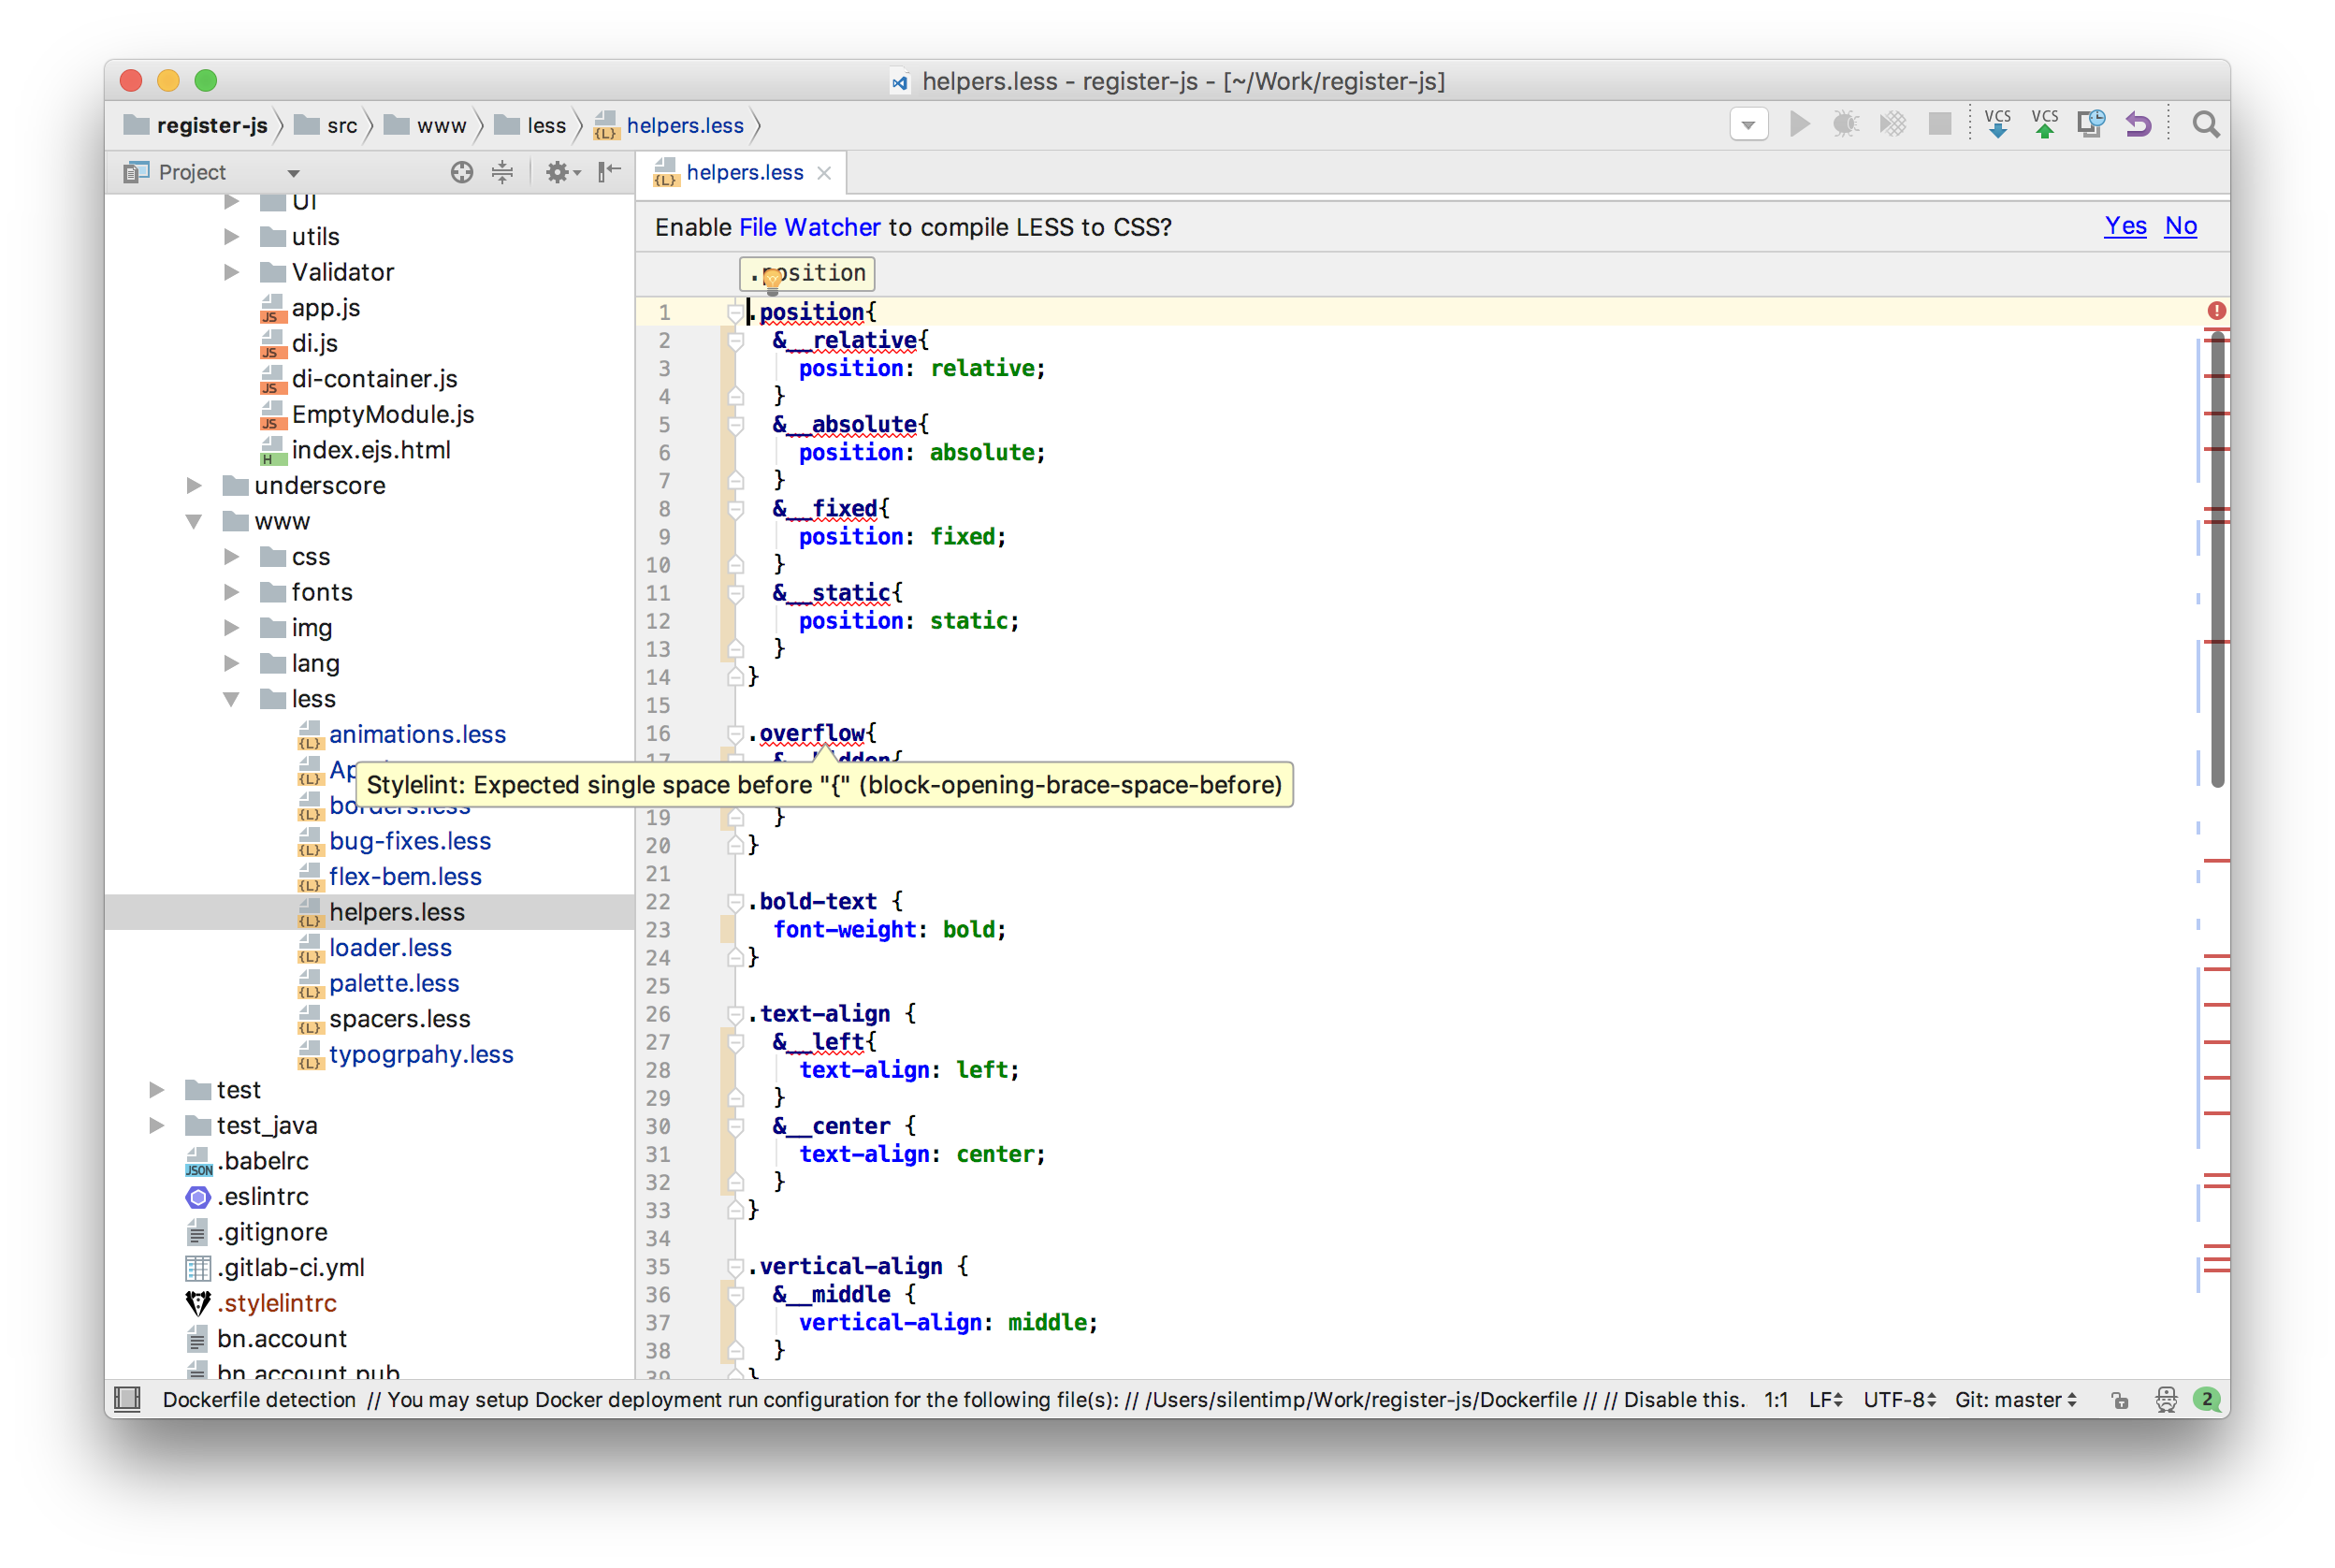 helpers.less - register-js - [~/Work/register-js]
register-js src www less {L} helpers.less
VCS VCS
Project
{L} helpers.less
UI
utils
Validator
JS app.js
JS di.js
JS di-container.js
JS EmptyModule.js
H index.ejs.html
underscore
www
css
fonts
img
lang
less
{L} animations.less
{L}
{L} borders.less
{L} bug-fixes.less
{L} flex-bem.less
{L} helpers.less
{L} loader.less
{L} palette.less
{L} spacers.less
{L} typogrpahy.less
test
test_java
JSON .babelrc
.eslintrc
.gitignore
.gitlab-ci.yml
.stylelintrc
bn.account
bn.account.pub
Enable File Watcher to compile LESS to CSS? Yes No
.position
1 .position{
2 &__relative{
3 position: relative;
4 }
5 &__absolute{
6 position: absolute;
7 }
8 &__fixed{
9 position: fixed;
10 }
11 &__static{
12 position: static;
13 }
14 }
15
16 .overflow{
17 &__hidden{
Stylelint: Expected single space before "{" (block-opening-brace-space-before)
19 }
20 }
21
22 .bold-text {
23 font-weight: bold;
24 }
25
26 .text-align {
27 &__left{
28 text-align: left;
29 }
30 &__center {
31 text-align: center;
32 }
33 }
34
35 .vertical-align {
36 &__middle {
37 vertical-align: middle;
38 }
39 }
Dockerfile detection // You may setup Docker deployment run configuration for the following file(s): // /Users/silentimp/Work/register-js/Dockerfile // // Disable this. 1:1 LF UTF-8 Git: master 2